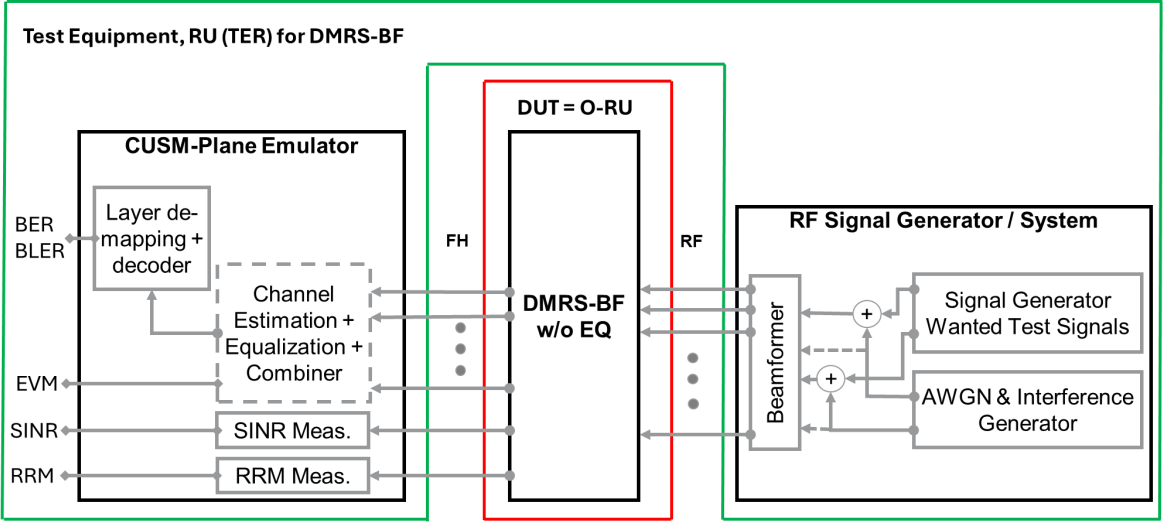 Test Equipment, RU (TER) for DMRS-BF
DUT = O-RU
CUSM-Plane Emulator
Layer de-
mapping +
decoder
BER
BLER
Channel
Estimation +
Equalization +
Combiner
EVM
SINR
SINR Meas.
RRM
RRM Meas.
FH
DMRS-BF
w/o EQ
RF
RF Signal Generator / System
Beamformer
+
+
Signal Generator
Wanted Test Signals
AWGN & Interference
Generator